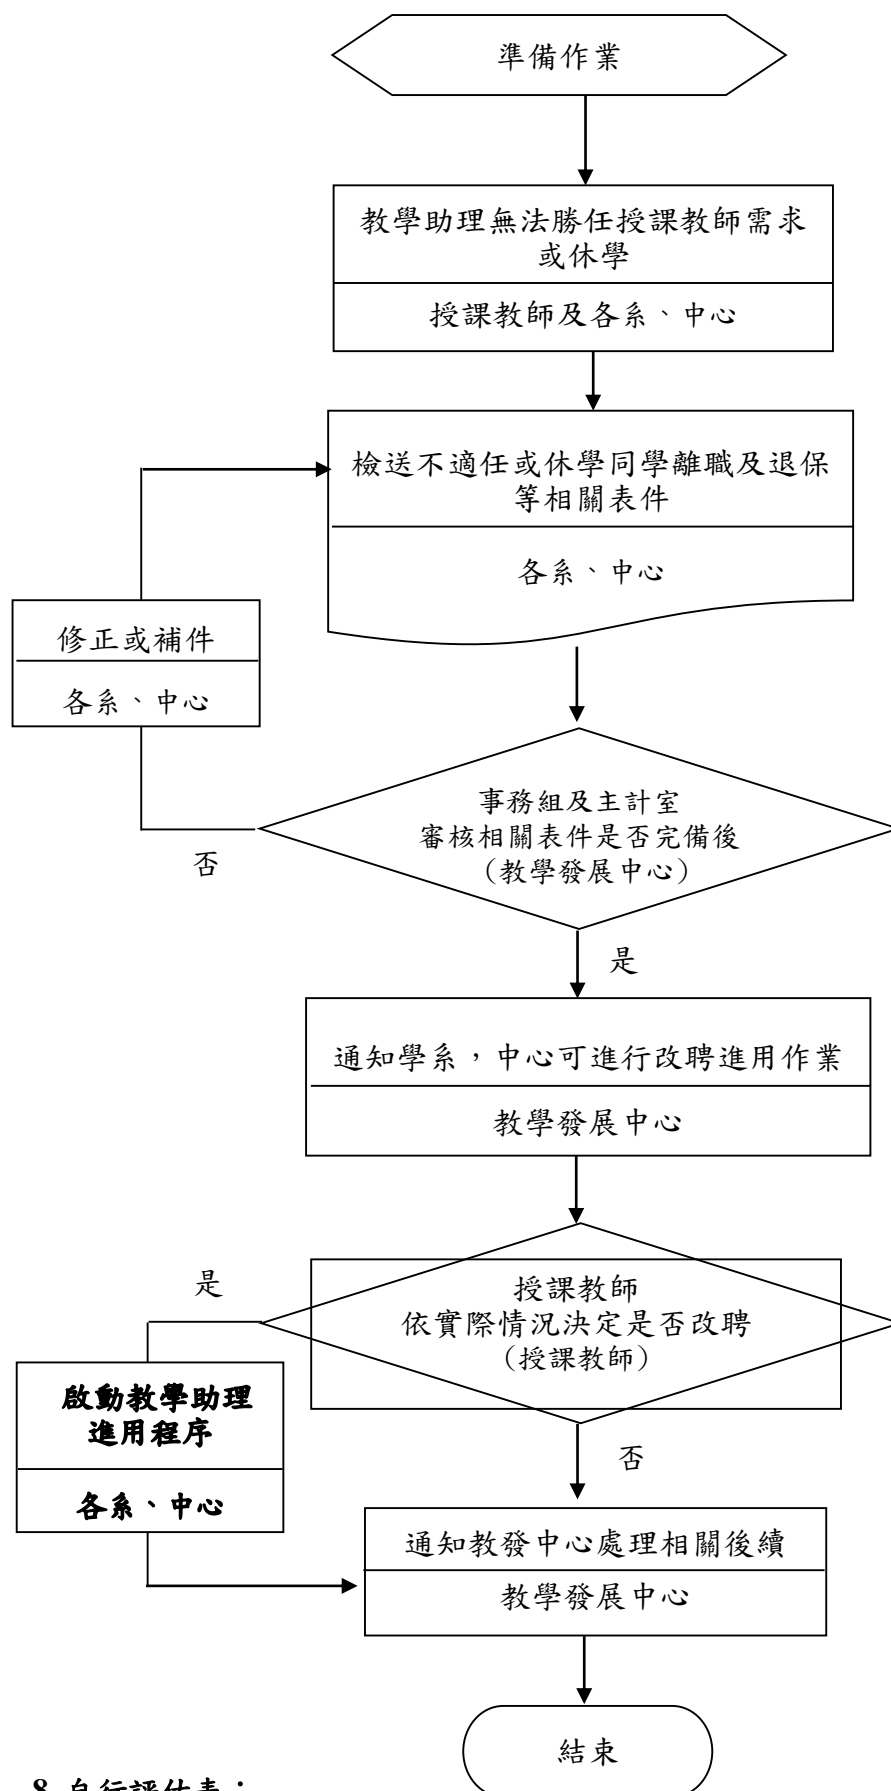 準備作業
教學助理無法勝任授課教師需求
或休學
授課教師及各系、中心
檢送不適任或休學同學離職及退保
等相關表件
各系、中心
修正或補件
各系、中心
事務組及主計室
審核相關表件是否完備後
（教學發展中心）
否
是
通知學系，中心可進行改聘進用作業
教學發展中心
是
授課教師
依實際情況決定是否改聘
（授課教師）
啟動教學助理
進用程序
各系、中心
否
通知教發中心處理相關後續
教學發展中心
結束
8 自行評估表：